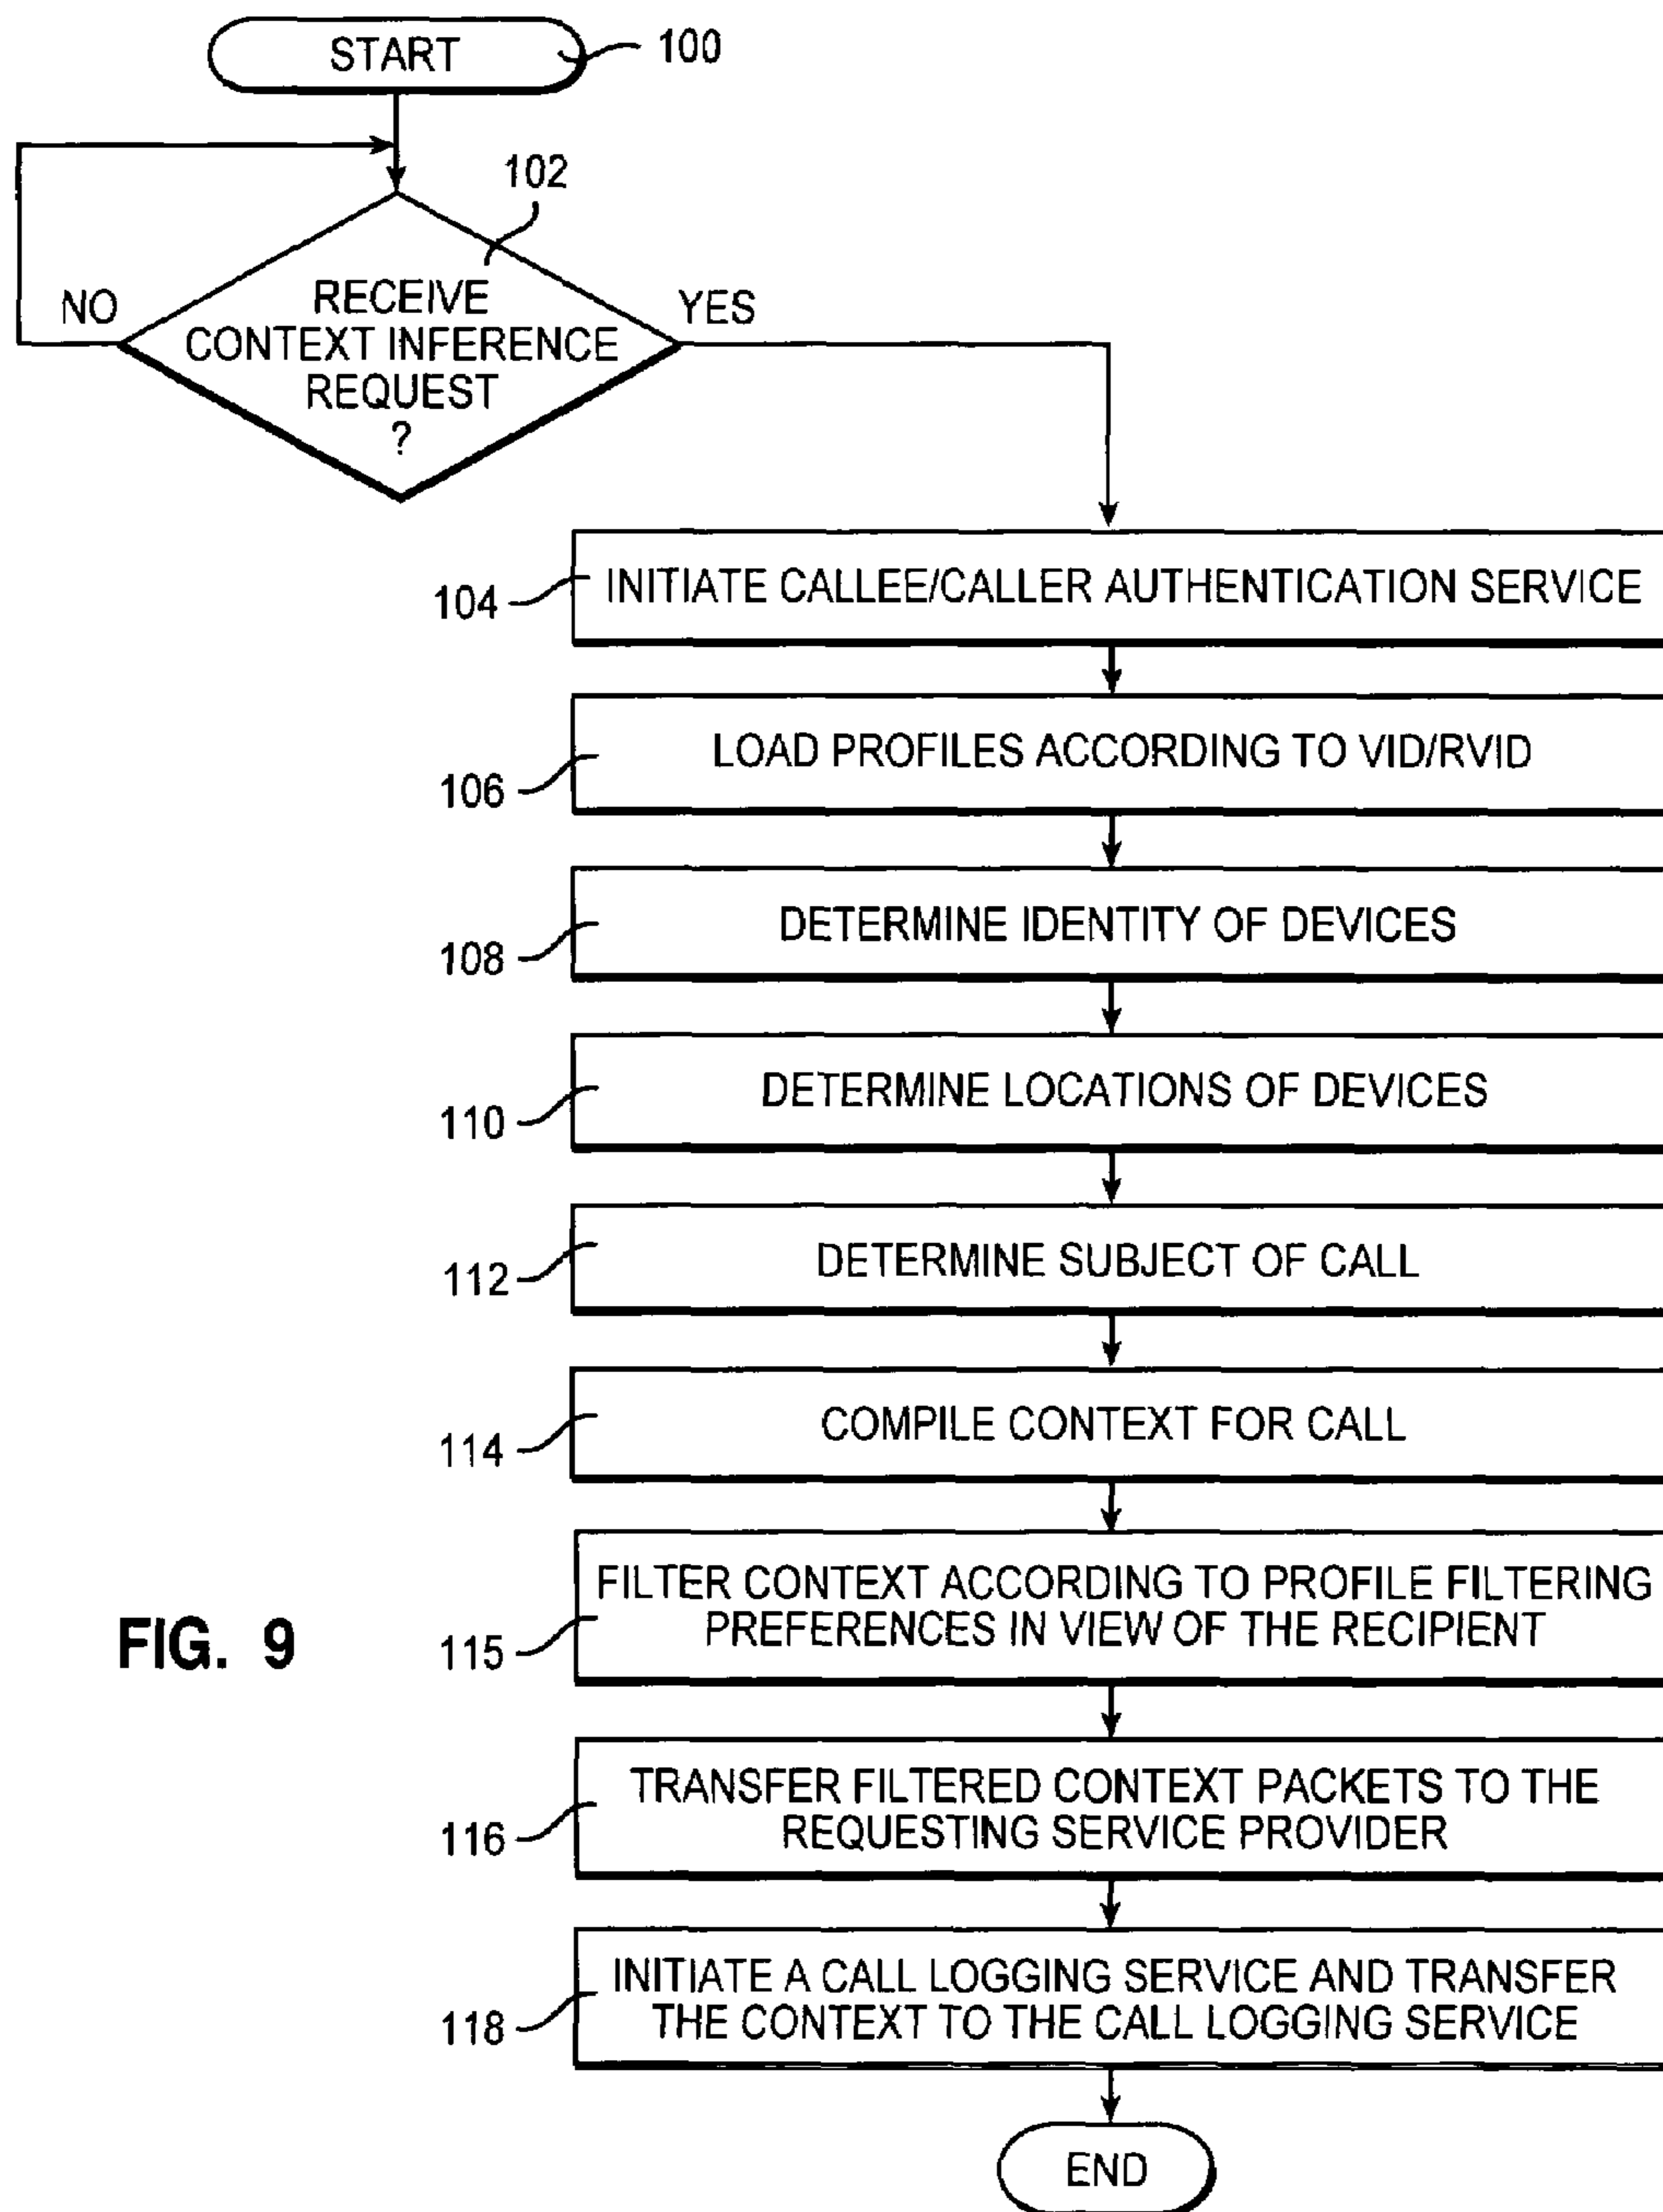 START
100
102
NO
RECEIVE
CONTEXT INFERENCE
REQUEST
?
YES
104
INITIATE CALLEE/CALLER AUTHENTICATION SERVICE
106
LOAD PROFILES ACCORDING TO VID/RVID
108
DETERMINE IDENTITY OF DEVICES
110
DETERMINE LOCATIONS OF DEVICES
112
DETERMINE SUBJECT OF CALL
114
COMPILE CONTEXT FOR CALL
FIG. 9
115
FILTER CONTEXT ACCORDING TO PROFILE FILTERING
PREFERENCES IN VIEW OF THE RECIPIENT
116
TRANSFER FILTERED CONTEXT PACKETS TO THE
REQUESTING SERVICE PROVIDER
118
INITIATE A CALL LOGGING SERVICE AND TRANSFER
THE CONTEXT TO THE CALL LOGGING SERVICE
END